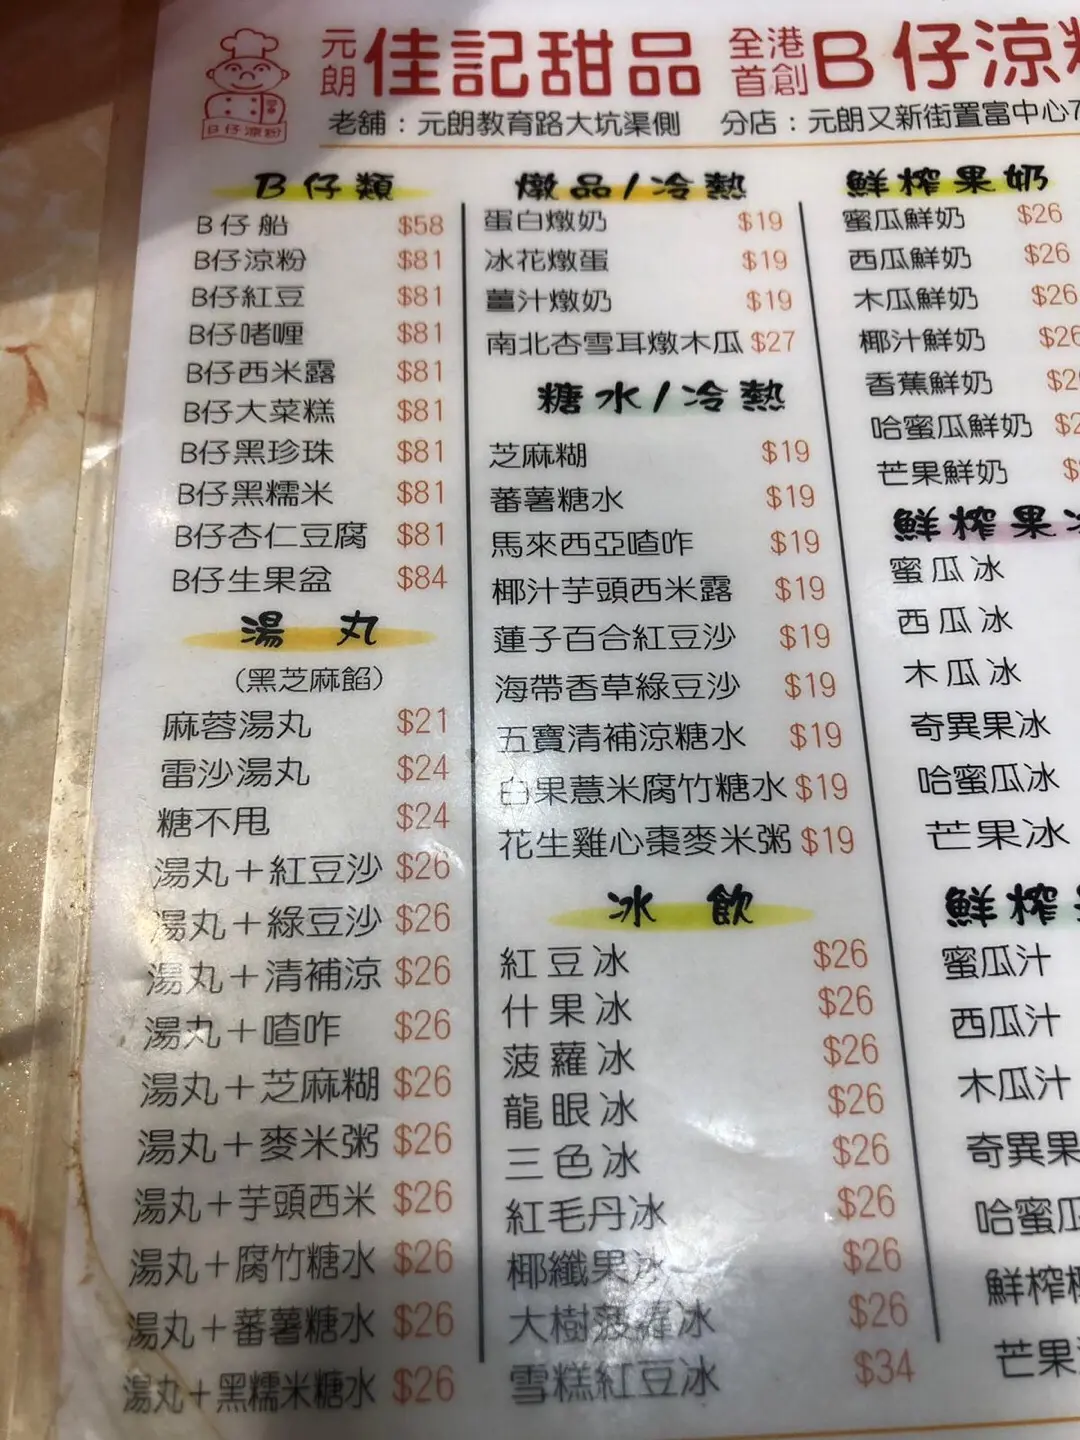 元朗 佳記甜品 全港首創 B仔涼
老舖：元朗教育路大坑渠側 分店：元朗又新街置富中心7
B仔涼粉
B仔類
B仔船 $58
B仔涼粉 $81
B仔紅豆 $81
B仔啫喱 $81
B仔西米露 $81
B仔大菜糕 $81
B仔黑珍珠 $81
B仔黑糯米 $81
B仔杏仁豆腐 $81
B仔生果盆 $84
湯丸
（黑芝麻餡）
麻蓉湯丸 $21
雷沙湯丸 $24
糖不甩 $24
湯丸＋紅豆沙 $26
湯丸＋綠豆沙 $26
湯丸＋清補涼 $26
湯丸＋喳咋 $26
湯丸＋芝麻糊 $26
湯丸＋麥米粥 $26
湯丸＋芋頭西米 $26
湯丸＋腐竹糖水 $26
湯丸＋蕃薯糖水 $26
湯丸＋黑糯米糖水 $26
燉品/冷熱
蛋白燉奶 $19
冰花燉蛋 $19
薑汁燉奶 $19
南北杏雪耳燉木瓜 $27
糖水/冷熱
芝麻糊 $19
蕃薯糖水 $19
馬來西亞喳咋 $19
椰汁芋頭西米露 $19
蓮子百合紅豆沙 $19
海帶香草綠豆沙 $19
五寶清補涼糖水 $19
白果薏米腐竹糖水 $19
花生雞心棗麥米粥 $19
冰飲
紅豆冰 $26
什果冰 $26
菠蘿冰 $26
龍眼冰 $26
三色冰 $26
紅毛丹冰 $26
椰纖果冰 $26
大樹菠蘿冰 $26
雪糕紅豆冰 $34
鮮榨果奶
蜜瓜鮮奶 $26
西瓜鮮奶 $26
木瓜鮮奶 $26
椰汁鮮奶 $26
香蕉鮮奶 $2
哈蜜瓜鮮奶 $2
芒果鮮奶 $
鮮榨果
蜜瓜冰
西瓜冰
木瓜冰
奇異果冰
哈蜜瓜冰
芒果冰
鮮榨
蜜瓜汁
西瓜汁
木瓜汁
奇異果
哈蜜瓜
鮮榨
芒果